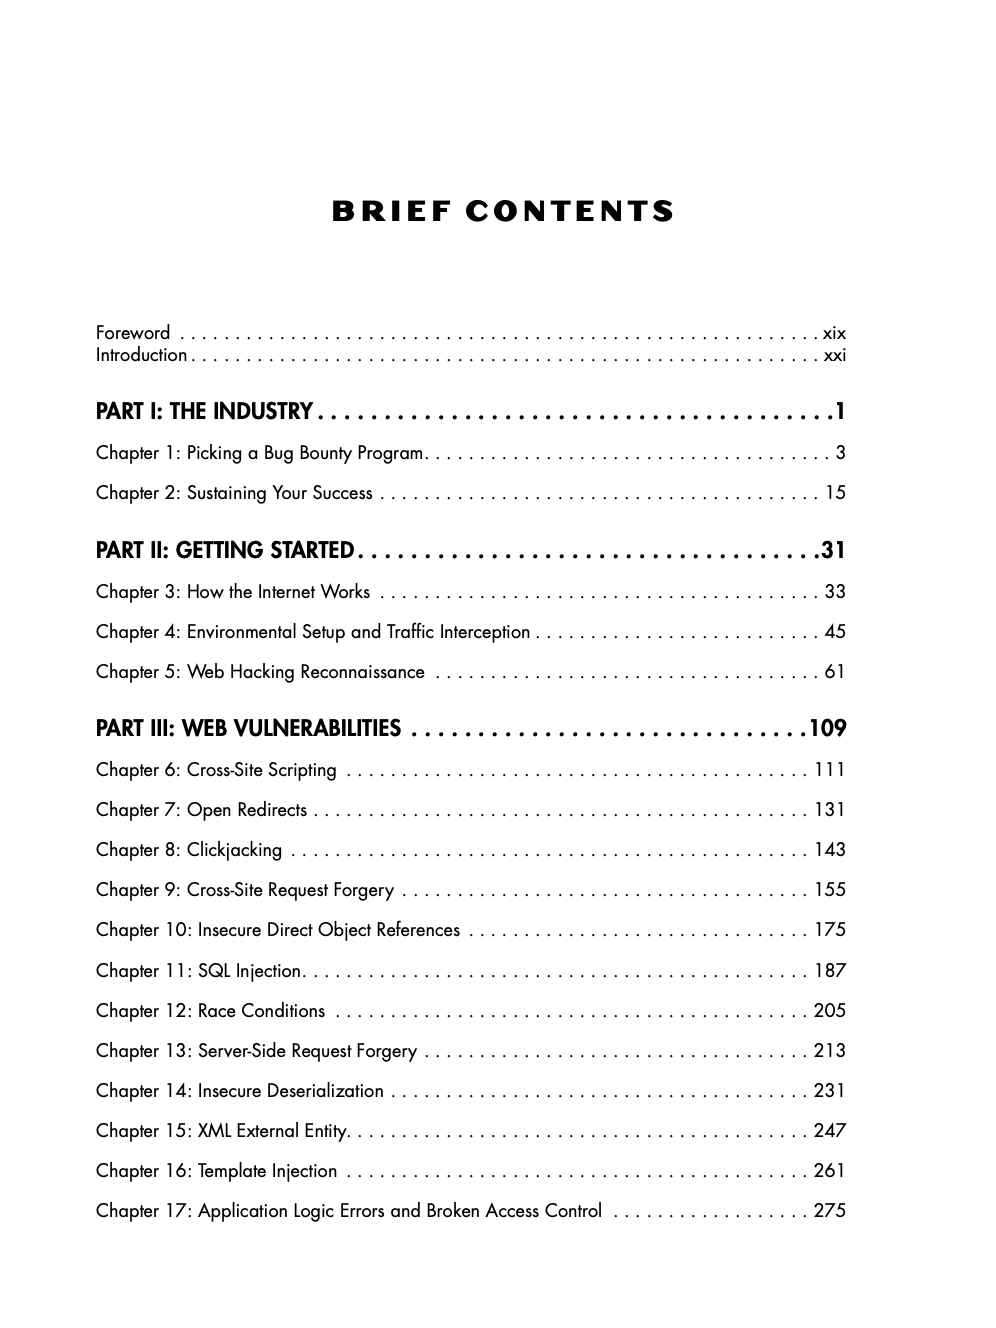 BRIEF CONTENTS
Foreword . . . . . . . . . . . . . . . . . . . . . . . . . . . . . . . . . . . . . . . . . . . . . . . . . . . . . . . . . . xix
Introduction . . . . . . . . . . . . . . . . . . . . . . . . . . . . . . . . . . . . . . . . . . . . . . . . . . . . . . . . . xxi
PART I: THE INDUSTRY . . . . . . . . . . . . . . . . . . . . . . . . . . . . . . . . . . . . . . . 1
Chapter 1: Picking a Bug Bounty Program . . . . . . . . . . . . . . . . . . . . . . . . . . . . . . . . . . . . . 3
Chapter 2: Sustaining Your Success . . . . . . . . . . . . . . . . . . . . . . . . . . . . . . . . . . . . . . . . 15
PART II: GETTING STARTED . . . . . . . . . . . . . . . . . . . . . . . . . . . . . . . . . . . 31
Chapter 3: How the Internet Works . . . . . . . . . . . . . . . . . . . . . . . . . . . . . . . . . . . . . . . . 33
Chapter 4: Environmental Setup and Traffic Interception . . . . . . . . . . . . . . . . . . . . . . . . . . 45
Chapter 5: Web Hacking Reconnaissance . . . . . . . . . . . . . . . . . . . . . . . . . . . . . . . . . . . 61
PART III: WEB VULNERABILITIES . . . . . . . . . . . . . . . . . . . . . . . . . . . . . . 109
Chapter 6: Cross-Site Scripting . . . . . . . . . . . . . . . . . . . . . . . . . . . . . . . . . . . . . . . . . . 111
Chapter 7: Open Redirects . . . . . . . . . . . . . . . . . . . . . . . . . . . . . . . . . . . . . . . . . . . . . 131
Chapter 8: Clickjacking . . . . . . . . . . . . . . . . . . . . . . . . . . . . . . . . . . . . . . . . . . . . . . . 143
Chapter 9: Cross-Site Request Forgery . . . . . . . . . . . . . . . . . . . . . . . . . . . . . . . . . . . . . 155
Chapter 10: Insecure Direct Object References . . . . . . . . . . . . . . . . . . . . . . . . . . . . . . . 175
Chapter 11: SQL Injection . . . . . . . . . . . . . . . . . . . . . . . . . . . . . . . . . . . . . . . . . . . . . . 187
Chapter 12: Race Conditions . . . . . . . . . . . . . . . . . . . . . . . . . . . . . . . . . . . . . . . . . . . 205
Chapter 13: Server-Side Request Forgery . . . . . . . . . . . . . . . . . . . . . . . . . . . . . . . . . . . 213
Chapter 14: Insecure Deserialization . . . . . . . . . . . . . . . . . . . . . . . . . . . . . . . . . . . . . . 231
Chapter 15: XML External Entity . . . . . . . . . . . . . . . . . . . . . . . . . . . . . . . . . . . . . . . . . . 247
Chapter 16: Template Injection . . . . . . . . . . . . . . . . . . . . . . . . . . . . . . . . . . . . . . . . . . 261
Chapter 17: Application Logic Errors and Broken Access Control . . . . . . . . . . . . . . . . . . 275